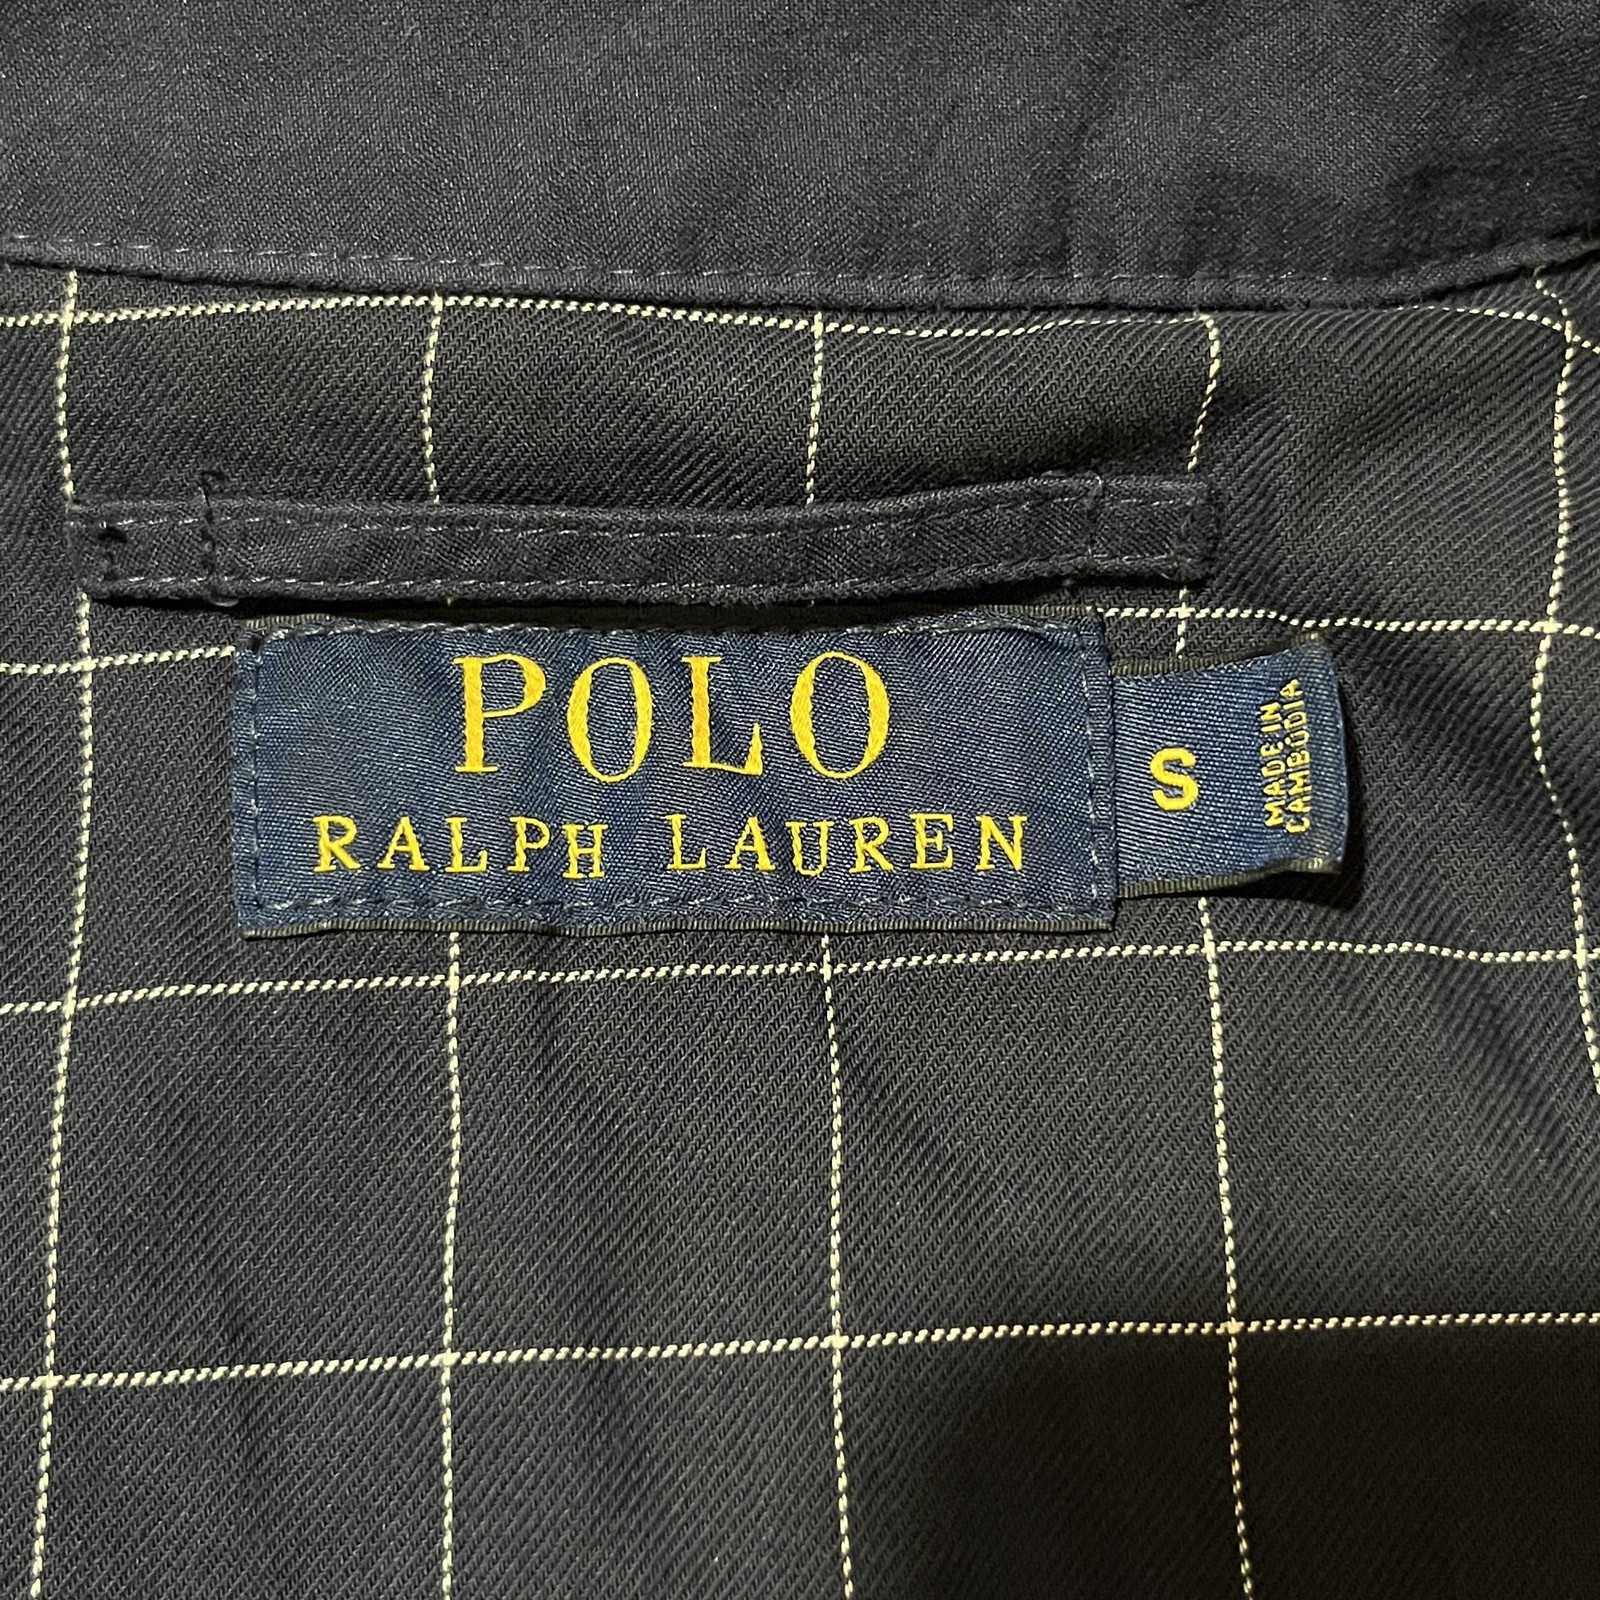 POLO
RALPH LAUREN
S
MADE IN
CAMBODIA